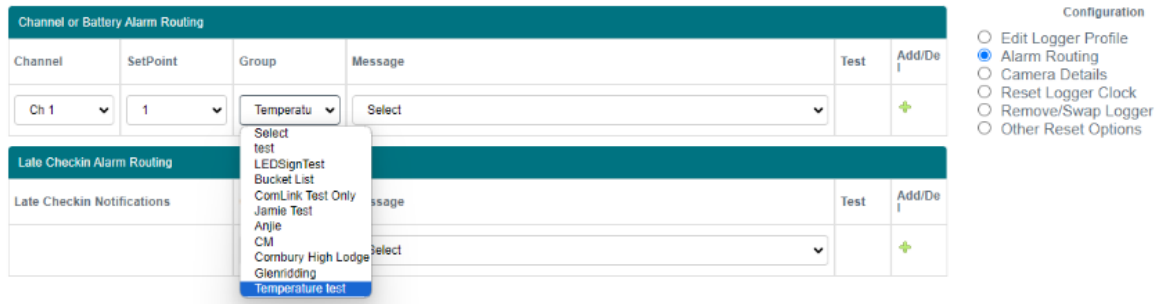 Channel or Battery Alarm Routing
Channel SetPoint Group Message Test Add/De
l
Ch 1 1 Temperatu Select
Select
test
LEDSignTest
Bucket List
ComLink Test Only
Jamie Test
Anjie
CM
Cornbury High Lodge
Glenridding
Temperature test
Late Checkin Alarm Routing
Late Checkin Notifications ssage Test Add/De
l
Select
Configuration
Edit Logger Profile
Alarm Routing
Camera Details
Reset Logger Clock
Remove/Swap Logger
Other Reset Options